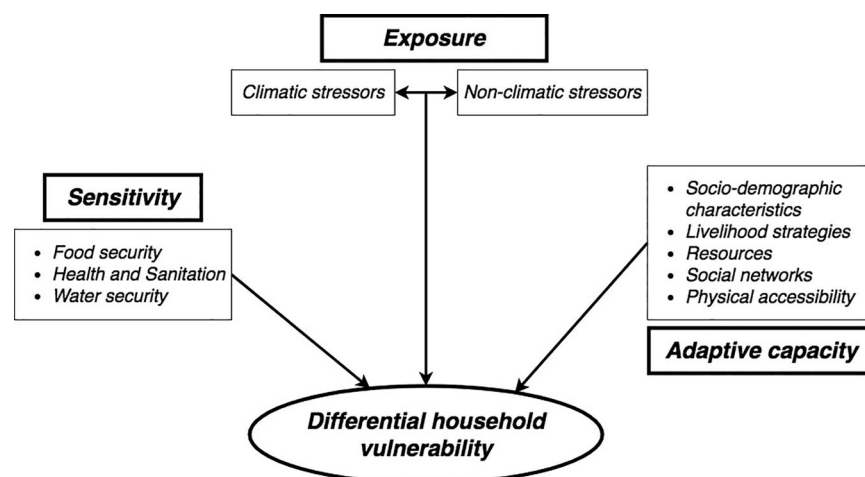 Exposure
Climatic stressors
Non-climatic stressors
Sensitivity
• Food security
• Health and Sanitation
• Water security
• Socio-demographic
characteristics
• Livelihood strategies
• Resources
• Social networks
• Physical accessibility
Adaptive capacity
Differential household
vulnerability